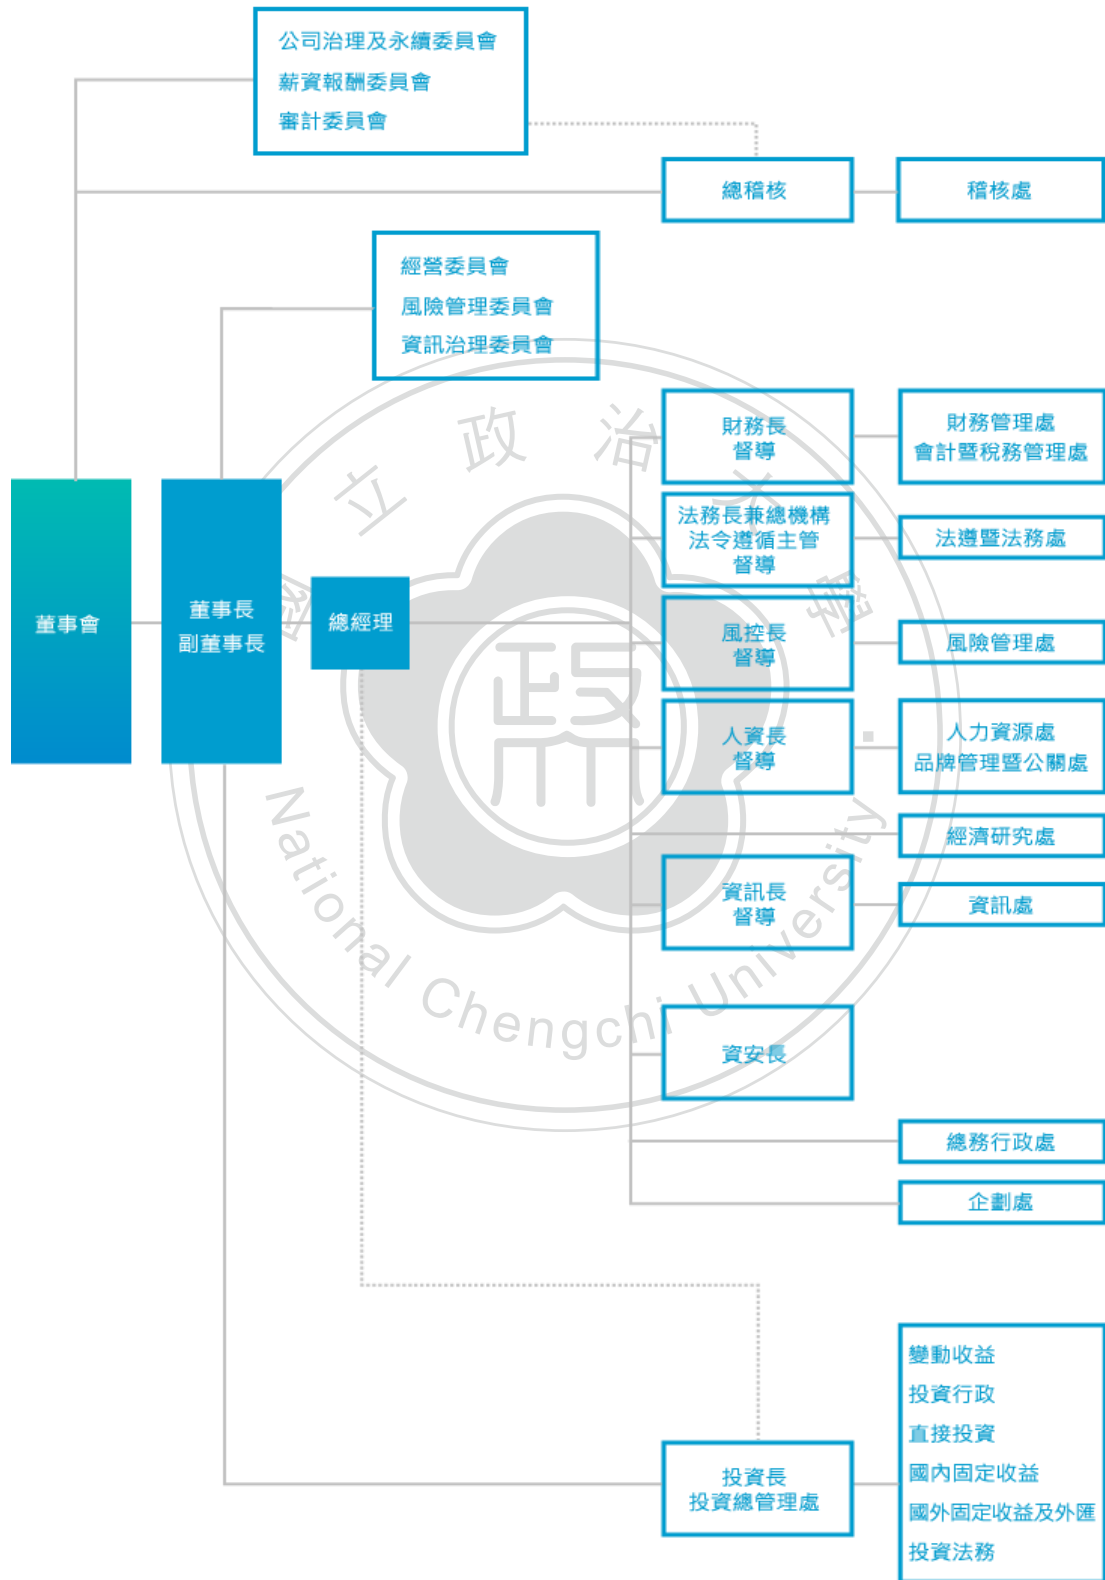 公司治理及永續委員會
薪資報酬委員會
審計委員會
總稽核
稽核處
經營委員會
風險管理委員會
資訊治理委員會
財務長
督導
財務管理處
會計暨稅務管理處
法務長兼總機構
法令遵循主管
督導
法遵暨法務處
董事會
董事長
副董事長
總經理
風控長
督導
風險管理處
人資長
督導
人力資源處
品牌管理暨公關處
經濟研究處
資訊長
督導
資訊處
資安長
總務行政處
企劃處
投資長
投資總管理處
變動收益
投資行政
直接投資
國內固定收益
國外固定收益及外匯
投資法務
國立政治大學
政
National Chengchi University